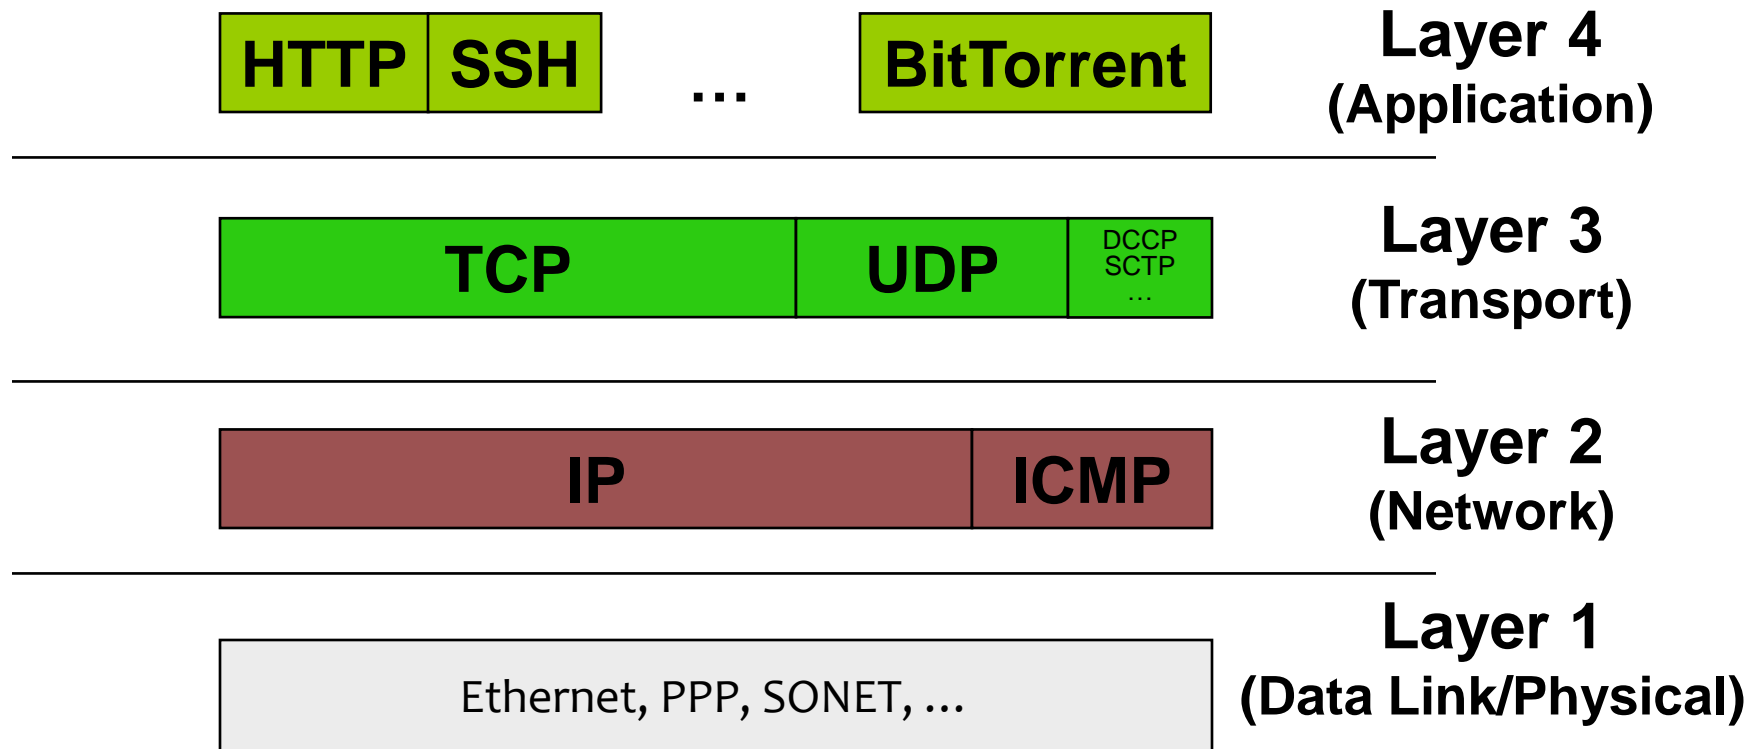 HTTP SSH … BitTorrent Layer 4
(Application)
TCP UDP DCCP
SCTP
…
Layer 3
(Transport)
IP ICMP Layer 2
(Network)
Ethernet, PPP, SONET, … Layer 1
(Data Link/Physical)